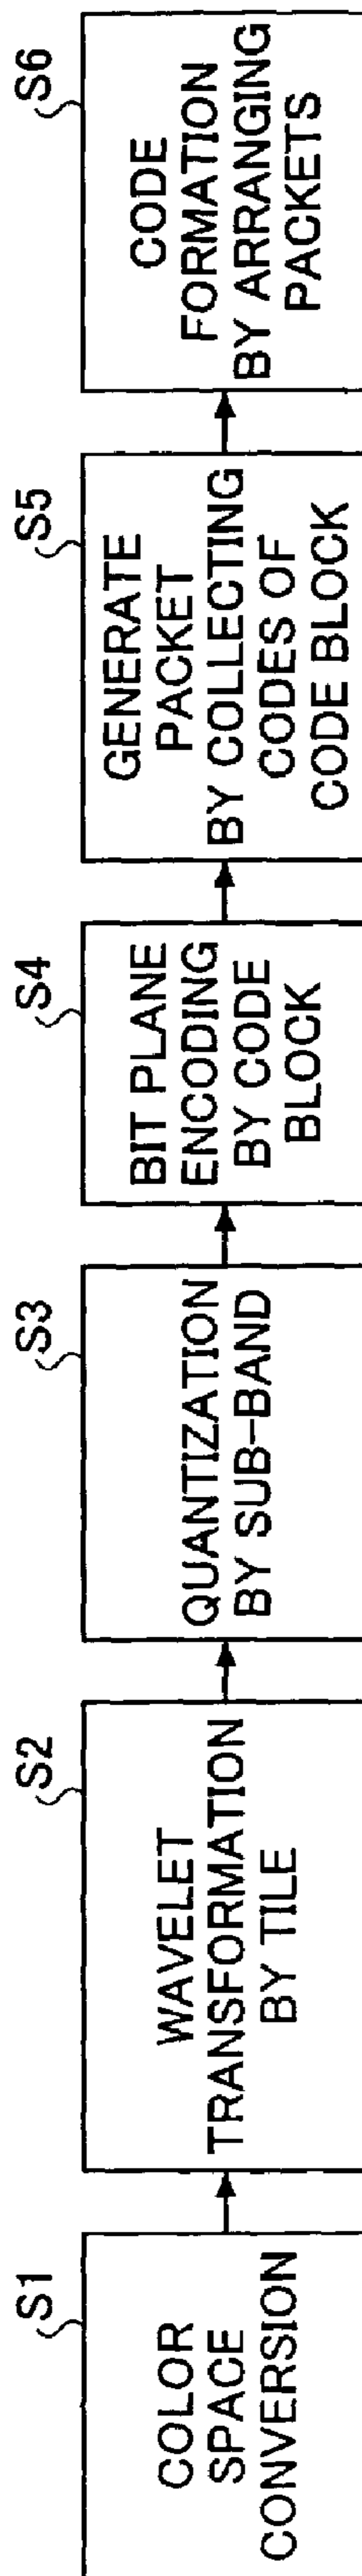 S1
COLOR
SPACE
CONVERSION
S2
WAVELET
TRANSFORMATION
BY TILE
S3
QUANTIZATION
BY SUB-BAND
S4
BIT PLANE
ENCODING
BY CODE
BLOCK
S5
GENERATE
PACKET
BY COLLECTING
CODES OF
CODE BLOCK
S6
CODE
FORMATION
BY ARRANGING
PACKETS